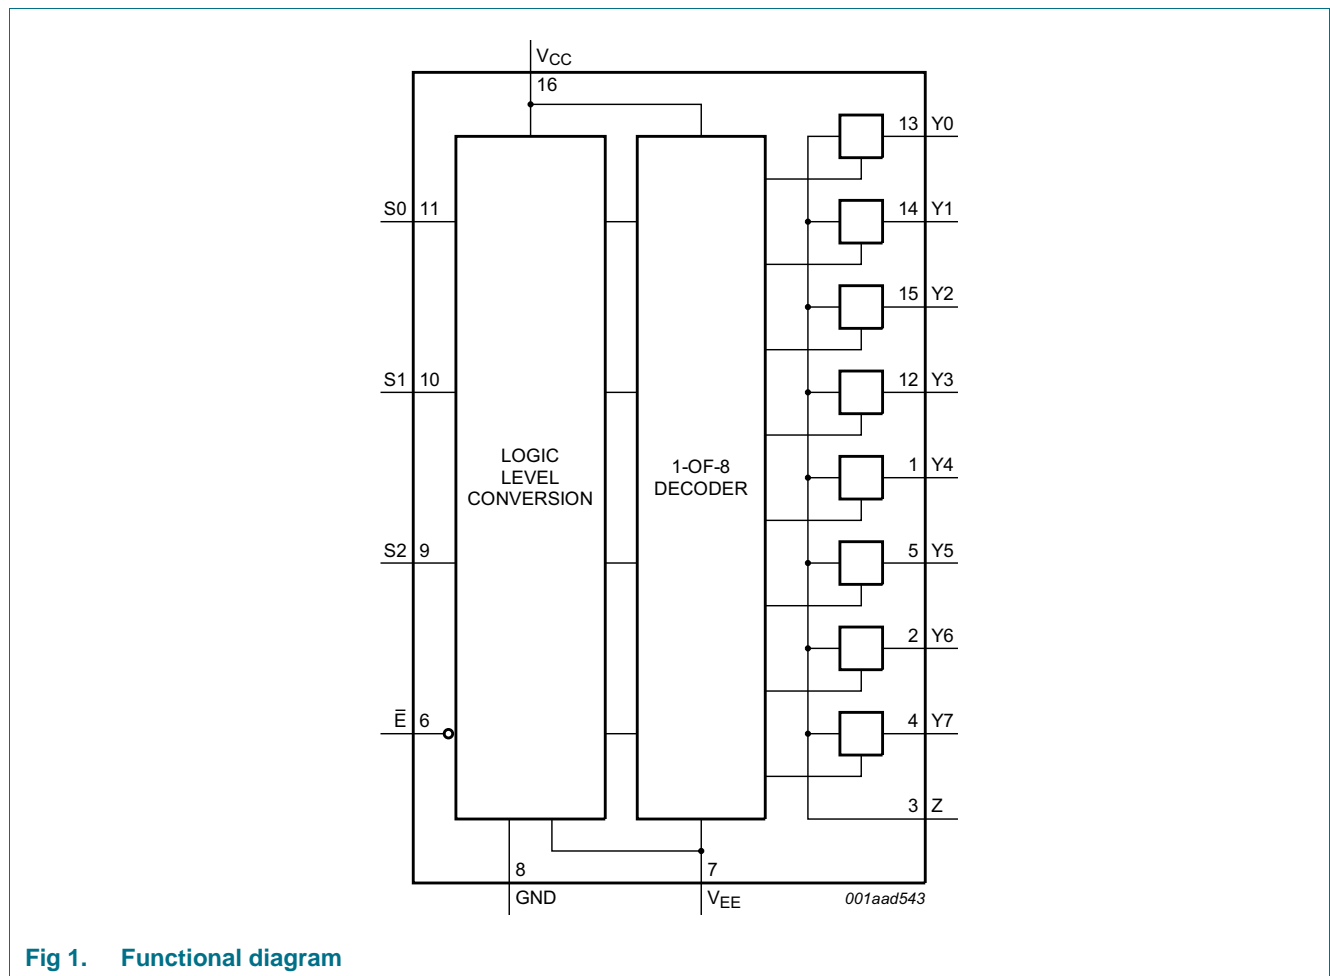 VCC
16
13 Y0
S0 11
14 Y1
15 Y2
S1 10
12 Y3
LOGIC
LEVEL
CONVERSION
1-OF-8
DECODER
1 Y4
S2 9
5 Y5
2 Y6
E̅ 6
4 Y7
3 Z
8
7
GND
VEE
001aad543
Fig 1. Functional diagram